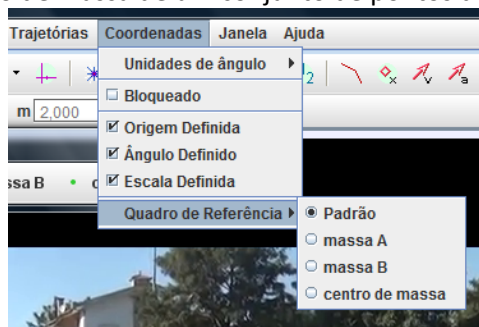 Trajetórias Coordenadas Janela Ajuda
Unidades de ângulo
m 2,000
Bloqueado
Origem Definida
Ângulo Definido
massa B
Escala Definida
Quadro de Referência
Padrão
massa A
massa B
centro de massa